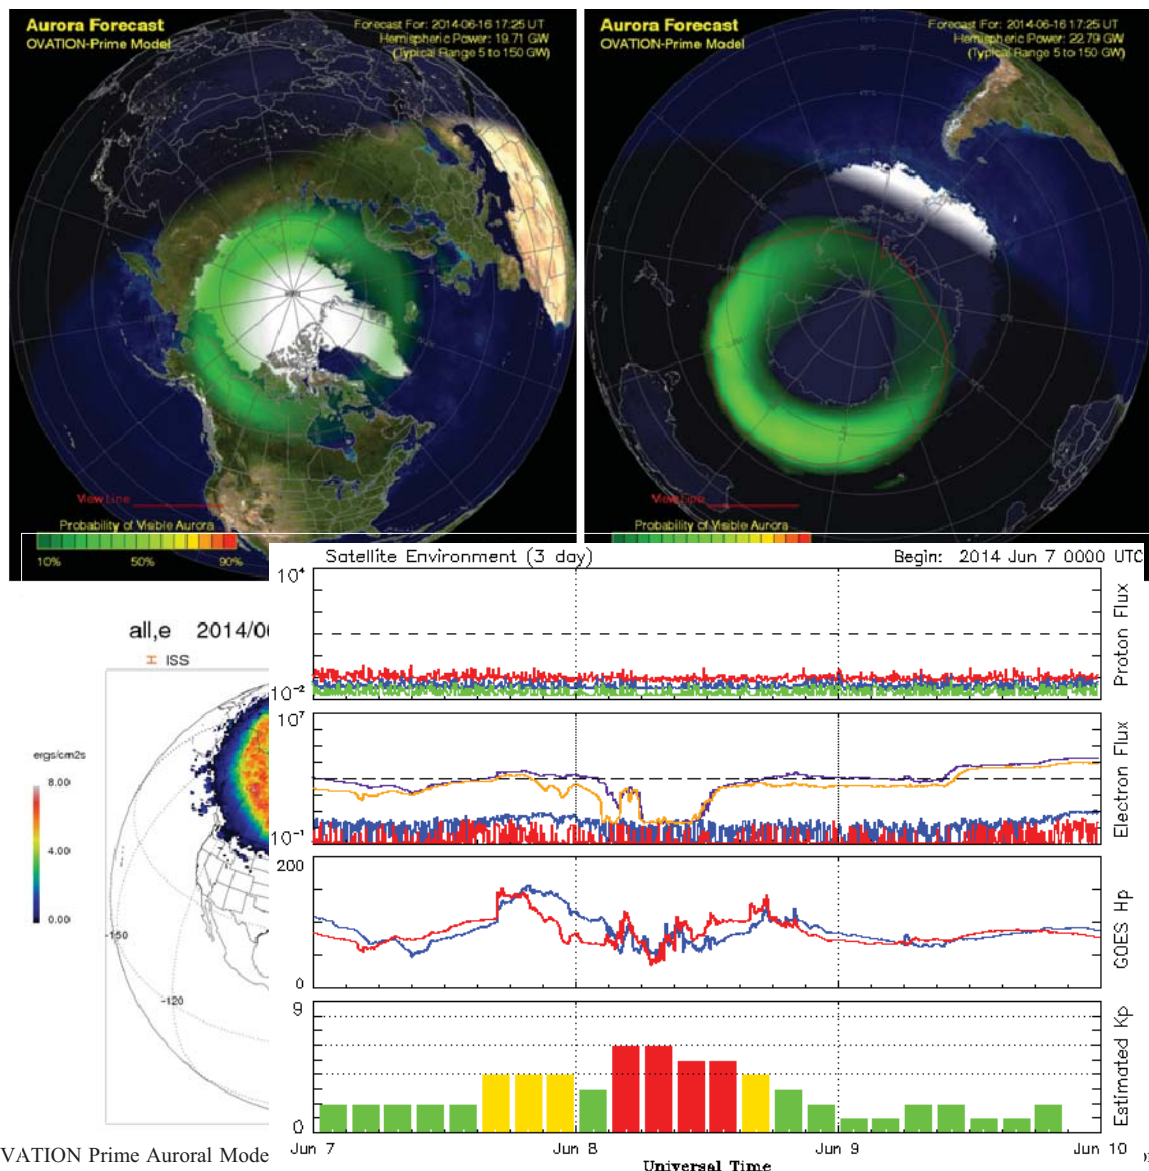 Aurora Forecast
OVATION-Prime Model
Forecast For: 2014-06-16 17:25 UT
Hemispheric Power: 19.71 GW
(Typical Range 5 to 150 GW)
View Line
Probability of Visible Aurora
10% 50% 90%
Aurora Forecast
OVATION-Prime Model
Forecast For: 2014-06-16 17:25 UT
Hemispheric Power: 22.79 GW
(Typical Range 5 to 150 GW)
View Line
Probability of Visible Aurora
all,e 2014/0
ISS
ergs/cm2s
8.00
4.00
0.00
-150
-120
Satellite Environment (3 day) Begin: 2014 Jun 7 0000 UTC
10^4
10^-2
Proton Flux
10^7
10^-1
Electron Flux
200
0
GOES Hp
9
0
Estimated Kp
Jun 7 Jun 8 Jun 9 Jun 10
Universal Time
VATION Prime Auroral Mode